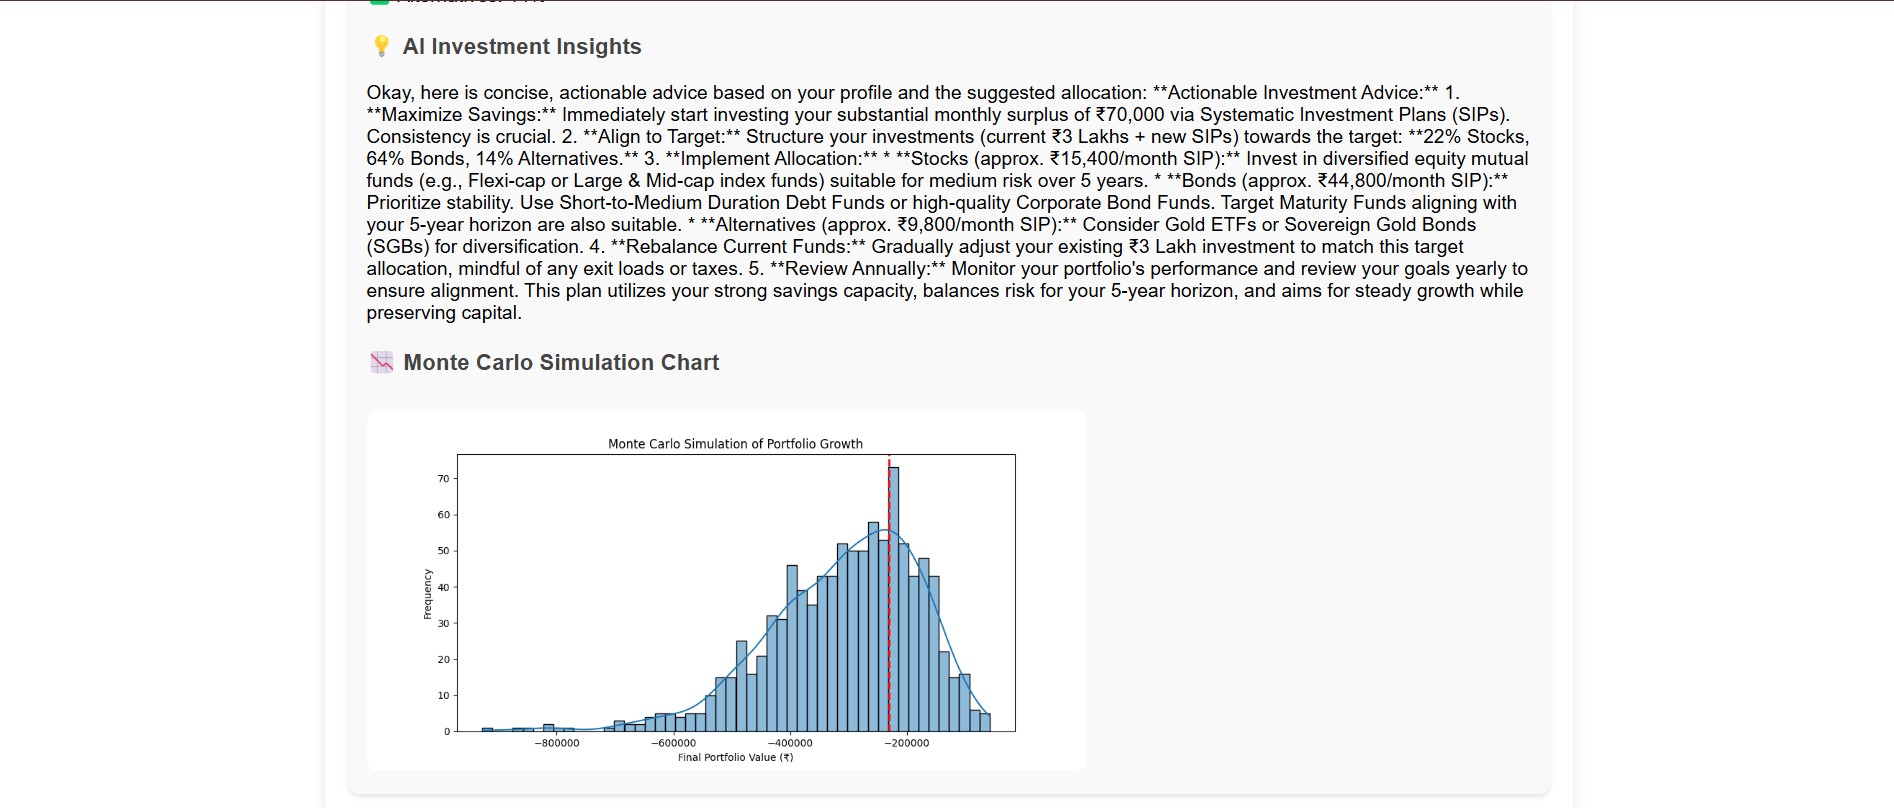 AI Investment Insights
Okay, here is concise, actionable advice based on your profile and the suggested allocation: **Actionable Investment Advice:** 1.
**Maximize Savings:** Immediately start investing your substantial monthly surplus of ₹70,000 via Systematic Investment Plans (SIPs).
Consistency is crucial. 2. **Align to Target:** Structure your investments (current ₹3 Lakhs + new SIPs) towards the target: **22% Stocks,
64% Bonds, 14% Alternatives.** 3. **Implement Allocation:** * **Stocks (approx. ₹15,400/month SIP):** Invest in diversified equity mutual
funds (e.g., Flexi-cap or Large & Mid-cap index funds) suitable for medium risk over 5 years. * **Bonds (approx. ₹44,800/month SIP):**
Prioritize stability. Use Short-to-Medium Duration Debt Funds or high-quality Corporate Bond Funds. Target Maturity Funds aligning with
your 5-year horizon are also suitable. * **Alternatives (approx. ₹9,800/month SIP):** Consider Gold ETFs or Sovereign Gold Bonds
(SGBs) for diversification. 4. **Rebalance Current Funds:** Gradually adjust your existing ₹3 Lakh investment to match this target
allocation, mindful of any exit loads or taxes. 5. **Review Annually:** Monitor your portfolio's performance and review your goals yearly to
ensure alignment. This plan utilizes your strong savings capacity, balances risk for your 5-year horizon, and aims for steady growth while
preserving capital.
Monte Carlo Simulation Chart
Monte Carlo Simulation of Portfolio Growth
70
60
50
40
30
20
10
0
Frequency
−800000
−600000
−400000
−200000
Final Portfolio Value (₹)